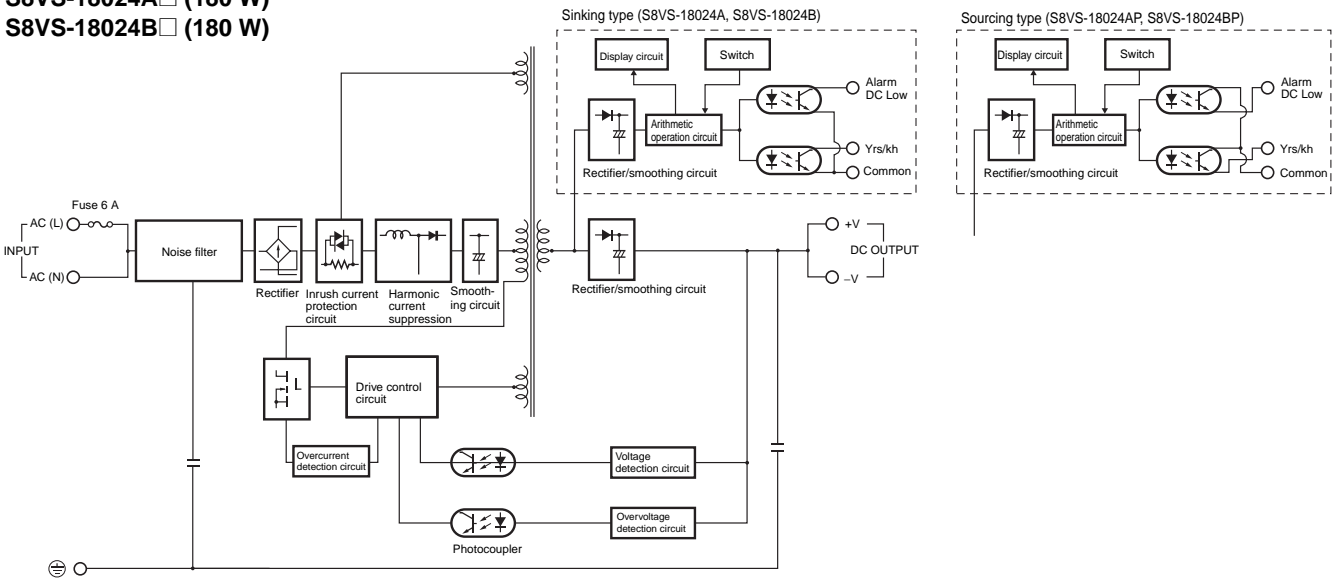 S8VS-18024A□ (180 W)
S8VS-18024B□ (180 W)
Sinking type (S8VS-18024A, S8VS-18024B)
Display circuit
Switch
Alarm
DC Low
Arithmetic
operation circuit
Yrs/kh
Common
Rectifier/smoothing circuit
Sourcing type (S8VS-18024AP, S8VS-18024BP)
Display circuit
Switch
Alarm
DC Low
Arithmetic
operation circuit
Yrs/kh
Common
Rectifier/smoothing circuit
Fuse 6 A
AC (L)
INPUT
AC (N)
Noise filter
Rectifier
Inrush current
protection
circuit
Harmonic
current
suppression
Smooth-
ing circuit
Rectifier/smoothing circuit
+V
DC OUTPUT
–V
Drive control
circuit
Overcurrent
detection circuit
Voltage
detection circuit
Overvoltage
detection circuit
Photocoupler